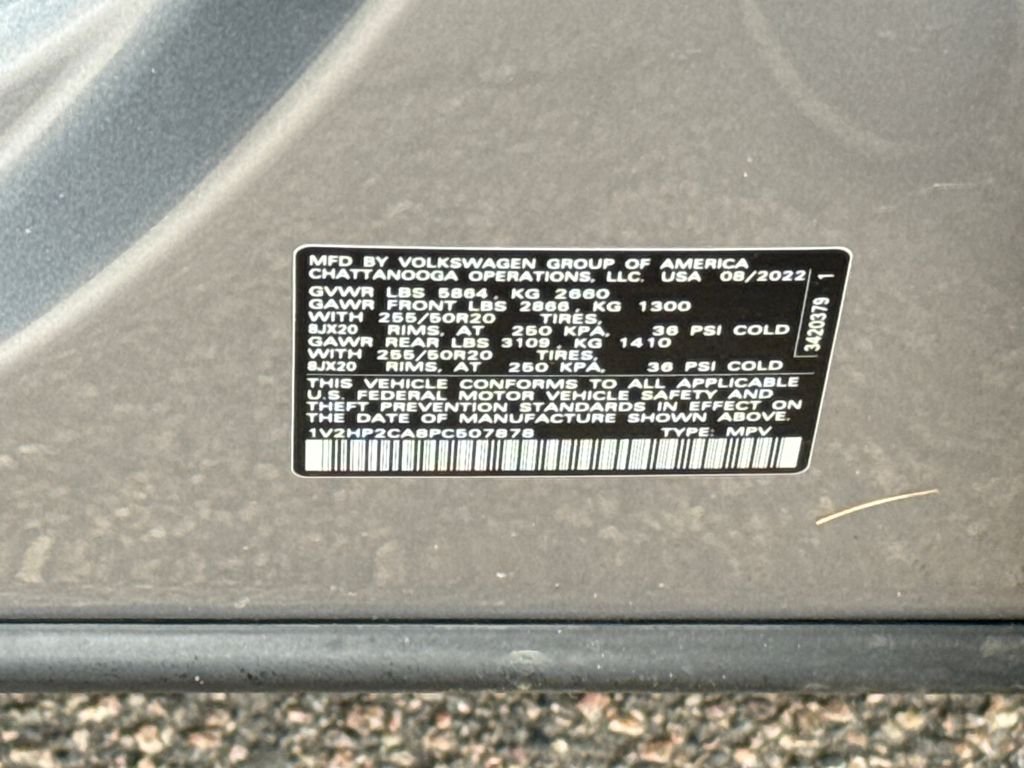 MFD BY VOLKSWAGEN GROUP OF AMERICA
CHATTANOOGA OPERATIONS, LLC. USA 08/2022
GVWR LBS 5864, KG 2660
GAWR FRONT LBS 2866, KG 1300
WITH 255/50R20 TIRES,
8JX20 RIMS, AT 250 KPA, 36 PSI COLD
GAWR REAR LBS 3109, KG 1410
WITH 255/50R20 TIRES,
8JX20 RIMS, AT 250 KPA, 36 PSI COLD
THIS VEHICLE CONFORMS TO ALL APPLICABLE
U.S. FEDERAL MOTOR VEHICLE SAFETY AND
THEFT PREVENTION STANDARDS IN EFFECT ON
THE DATE OF MANUFACTURE SHOWN ABOVE.
1V2HP2CA8PC507878 TYPE: MPV
3420379 1